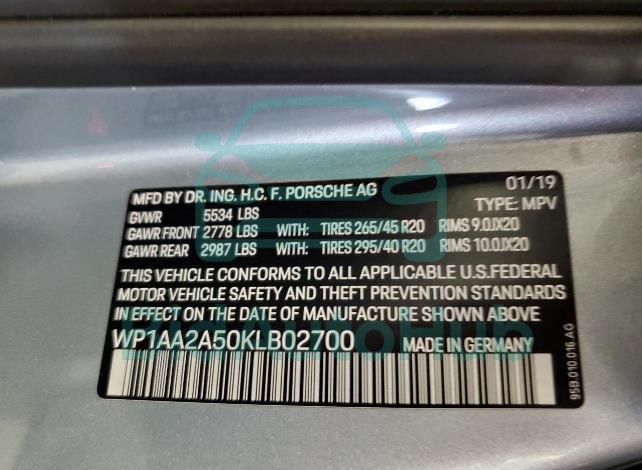 MFD BY DR. ING. H.C. F. PORSCHE AG 01/19
GVWR 5534 LBS TYPE: MPV
GAWR FRONT 2778 LBS WITH: TIRES 265/45 R20 RIMS 9.0JX20
GAWR REAR 2987 LBS WITH: TIRES 295/40 R20 RIMS 10.0JX20
THIS VEHICLE CONFORMS TO ALL APPLICABLE U.S.FEDERAL
MOTOR VEHICLE SAFETY AND THEFT PREVENTION STANDARDS
IN EFFECT ON THE DATE OF MANUFACTURE SHOWN ABOVE
WP1AA2A50KLB02700 MADE IN GERMANY
95B.010.016.AO